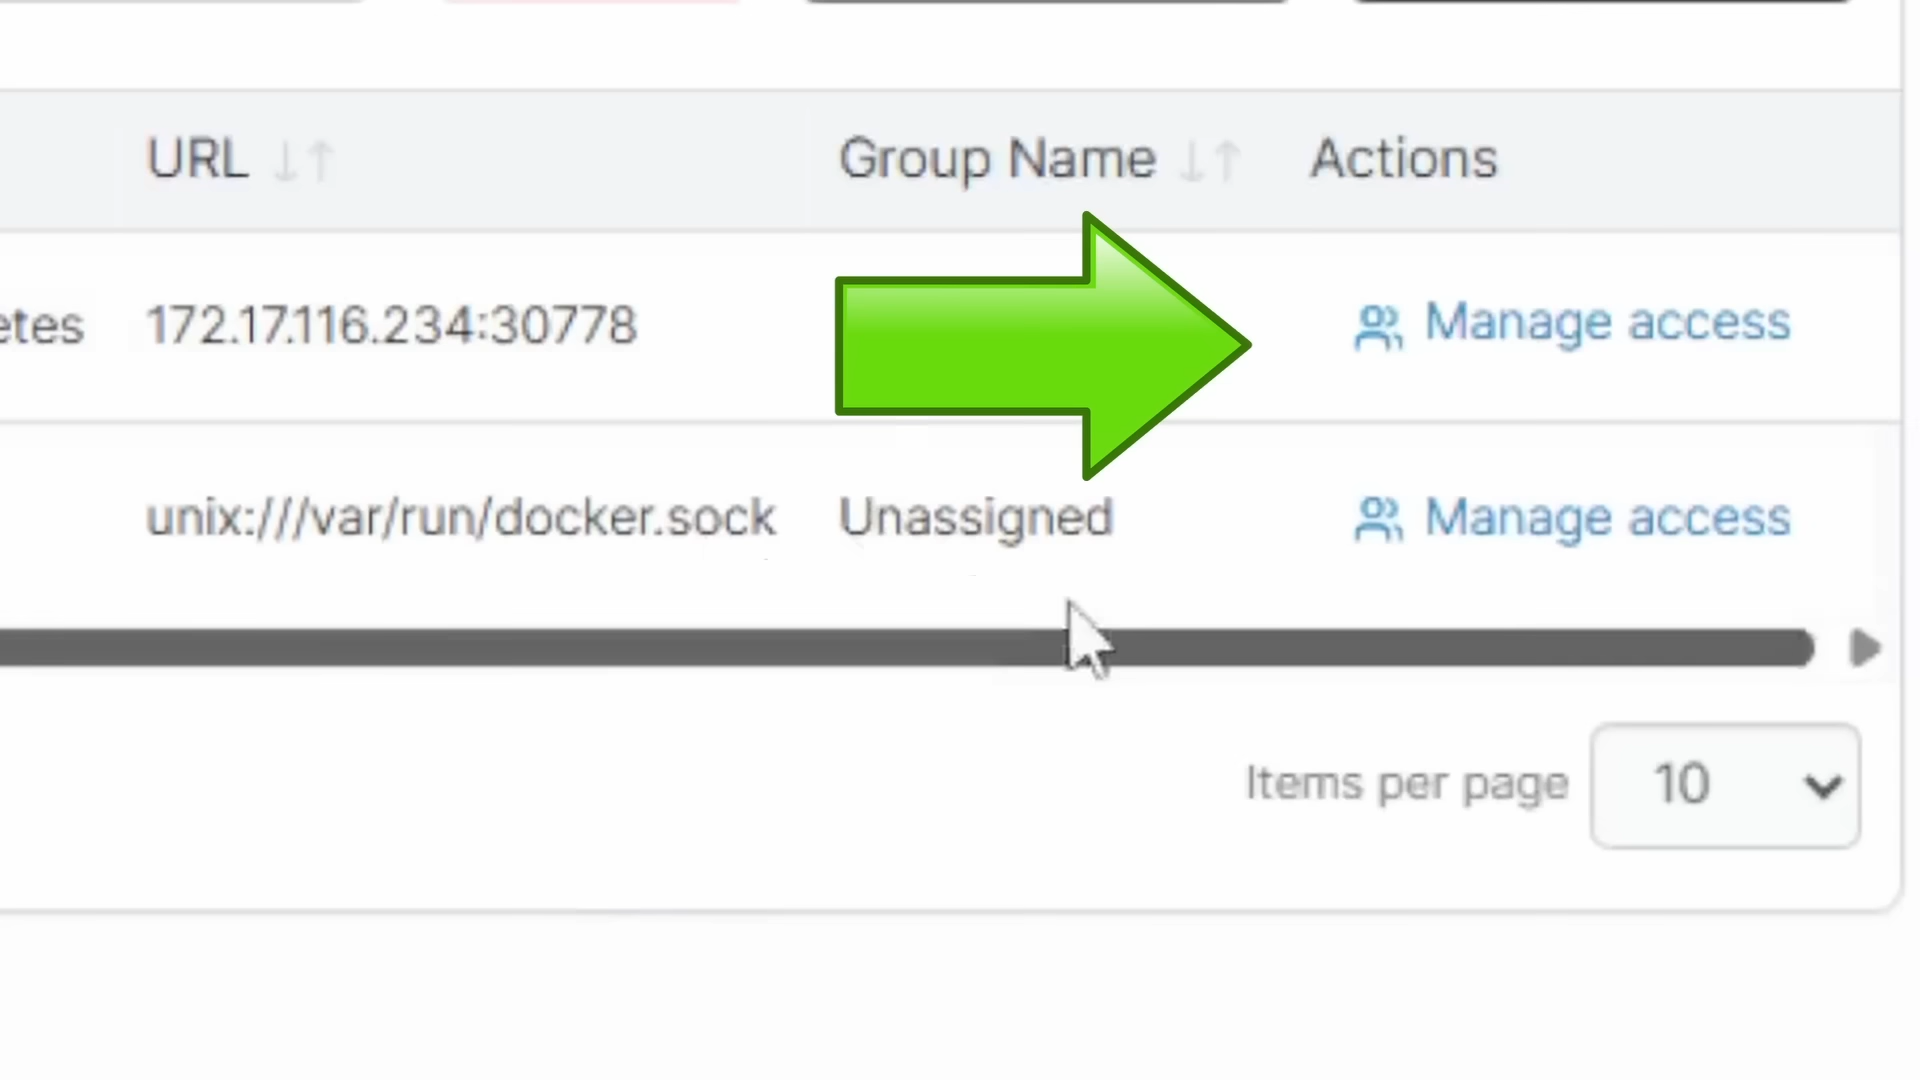 URL Group Name Actions
etes 172.17.116.234:30778 Manage access
unix:///var/run/docker.sock Unassigned Manage access
Items per page 10